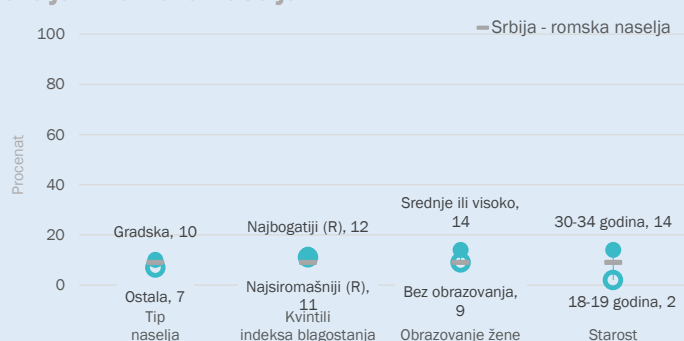 Srbija - romska naselja
100
80
60
40
20
0
Procenat
Gradska, 10
Ostala, 7
Tip
naselja
Najbogatiji (R), 12
Najsiromašniji (R),
11
Kvintili
indeksa blagostanja
Srednje ili visoko,
14
Bez obrazovanja,
9
Obrazovanje žene
30-34 godina, 14
18-19 godina, 2
Starost